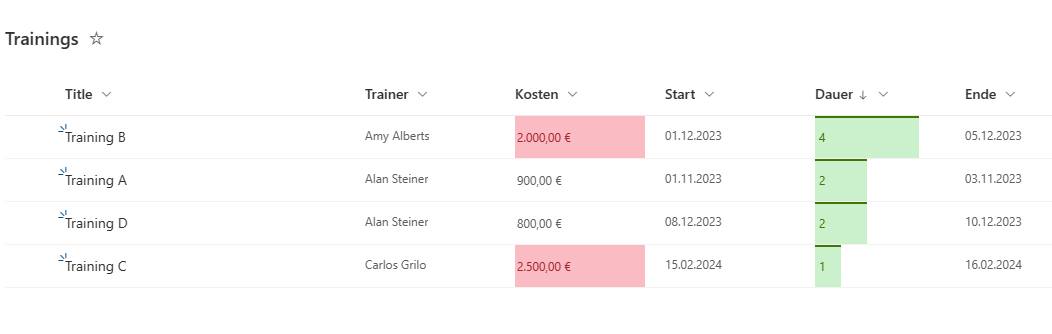 Trainings
Title Trainer Kosten Start Dauer Ende
Training B Amy Alberts 2.000,00 € 01.12.2023 4 05.12.2023
Training A Alan Steiner 900,00 € 01.11.2023 2 03.11.2023
Training D Alan Steiner 800,00 € 08.12.2023 2 10.12.2023
Training C Carlos Grilo 2.500,00 € 15.02.2024 1 16.02.2024